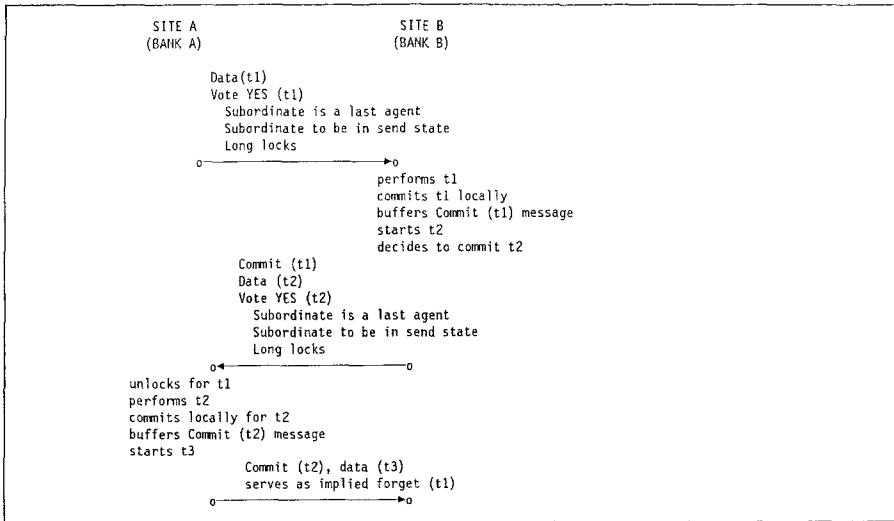 SITE A SITE B
(BANK A) (BANK B)
Data(t1)
Vote YES (t1)
Subordinate is a last agent
Subordinate to be in send state
Long locks
performs t1
commits t1 locally
buffers Commit (t1) message
starts t2
decides to commit t2
Commit (t1)
Data (t2)
Vote YES (t2)
Subordinate is a last agent
Subordinate to be in send state
Long locks
unlocks for t1
performs t2
commits locally for t2
buffers Commit (t2) message
starts t3
Commit (t2), data (t3)
serves as implied forget (t1)